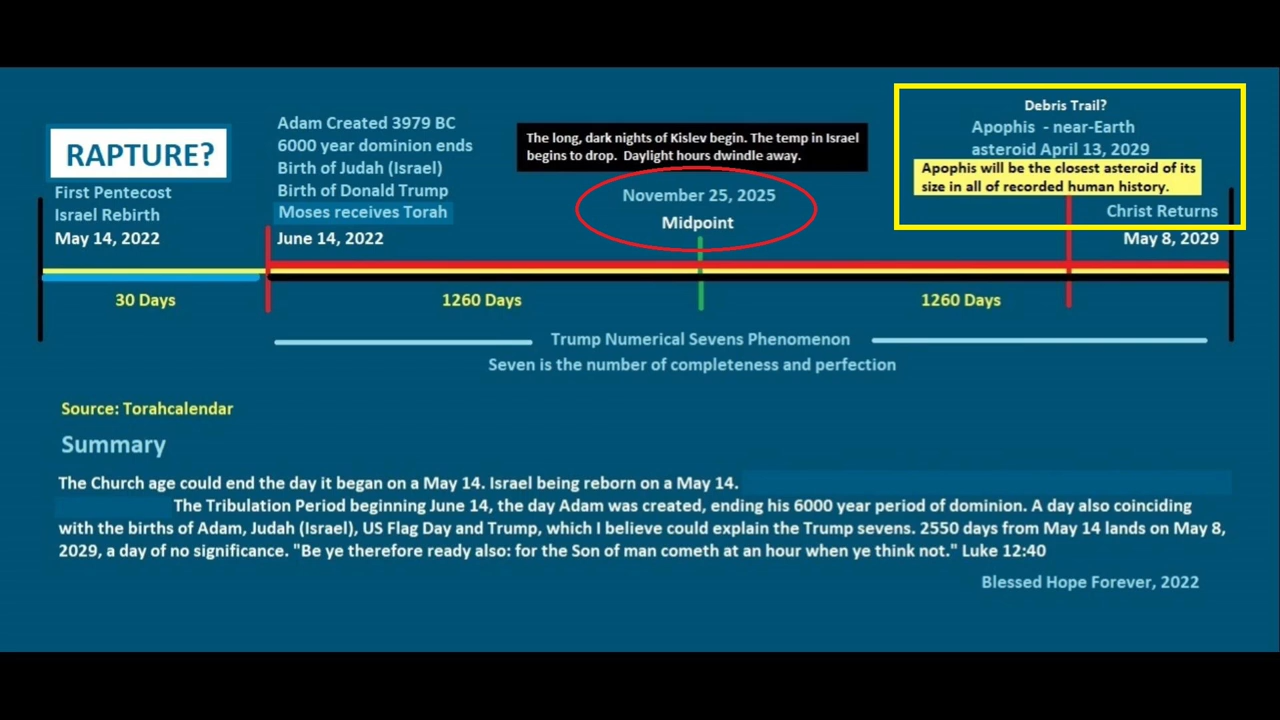 RAPTURE?
First Pentecost
Israel Rebirth
May 14, 2022
Adam Created 3979 BC
6000 year dominion ends
Birth of Judah (Israel)
Birth of Donald Trump
Moses receives Torah
June 14, 2022
The long, dark nights of Kislev begin. The temp in Israel
begins to drop.  Daylight hours dwindle away.
November 25, 2025
Midpoint
Debris Trail?
Apophis  - near-Earth
asteroid April 13, 2029
Apophis will be the closest asteroid of its
size in all of recorded human history.
Christ Returns
May 8, 2029
30 Days
1260 Days
1260 Days
Trump Numerical Sevens Phenomenon
Seven is the number of completeness and perfection
Source: Torahcalendar
Summary
The Church age could end the day it began on a May 14. Israel being reborn on a May 14.
The Tribulation Period beginning June 14, the day Adam was created, ending his 6000 year period of dominion. A day also coinciding
with the births of Adam, Judah (Israel), US Flag Day and Trump, which I believe could explain the Trump sevens. 2550 days from May 14 lands on May 8,
2029, a day of no significance. "Be ye therefore ready also: for the Son of man cometh at an hour when ye think not." Luke 12:40
Blessed Hope Forever, 2022